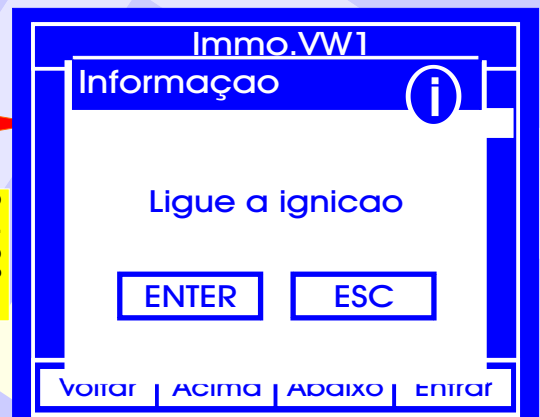 Immo.VW1
Informaçao
i
Ligue a ignicao
ENTER ESC
Voltar Acima Abaixo Entrar